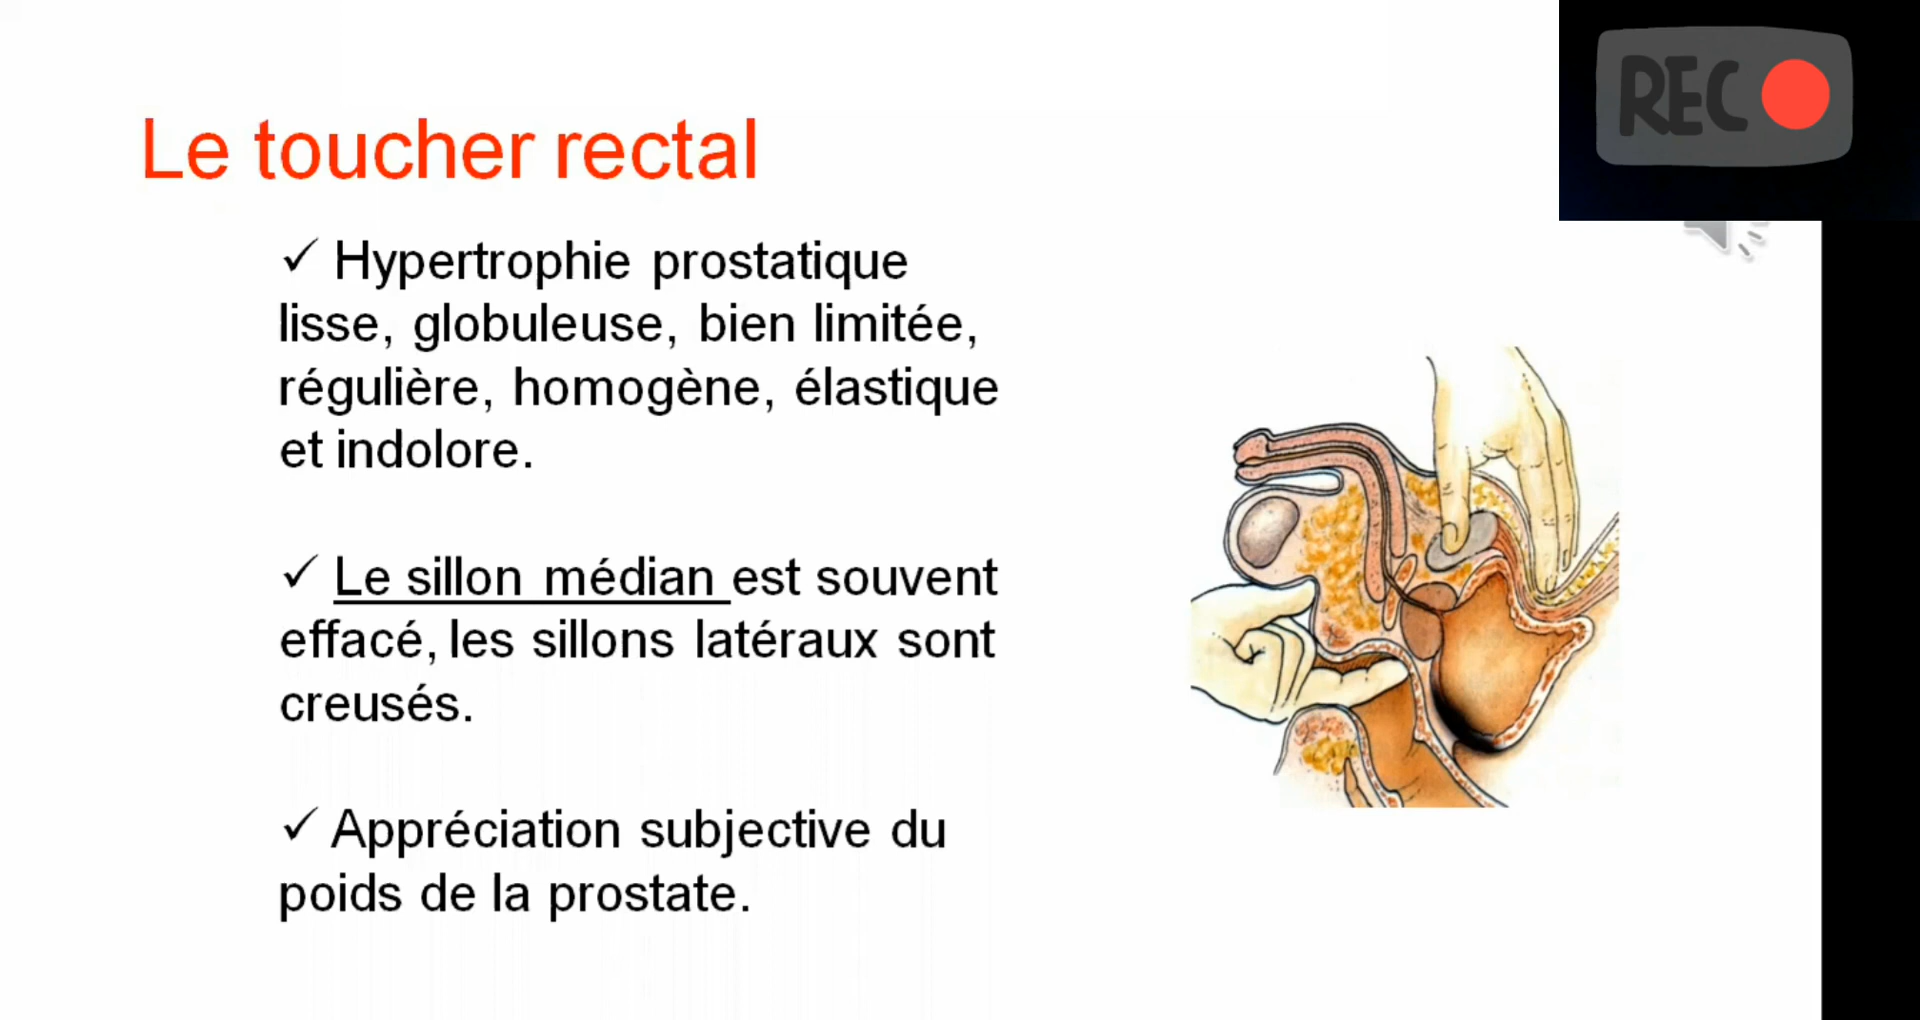 REC
Le toucher rectal
✓ Hypertrophie prostatique
lisse, globuleuse, bien limitée,
régulière, homogène, élastique
et indolore.
✓ Le sillon médian est souvent
effacé, les sillons latéraux sont
creusés.
✓ Appréciation subjective du
poids de la prostate.